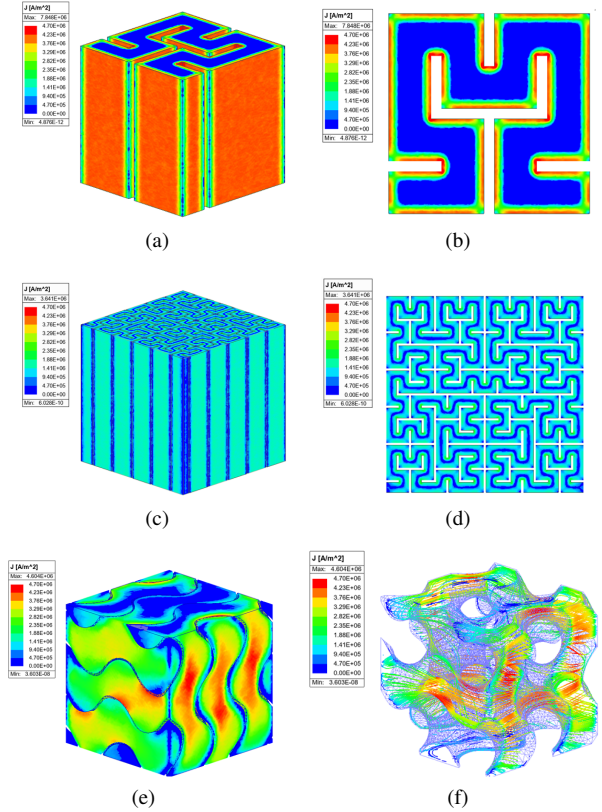 J [A/m^2]
Max: 7.848E+06
4.70E+06
4.23E+06
3.76E+06
3.29E+06
2.82E+06
2.35E+06
1.88E+06
1.41E+06
9.40E+05
4.70E+05
0.00E+00
Min: 4.876E-12
(a)
J [A/m^2]
Max: 7.848E+06
4.70E+06
4.23E+06
3.76E+06
3.29E+06
2.82E+06
2.35E+06
1.88E+06
1.41E+06
9.40E+05
4.70E+05
0.00E+00
Min: 4.876E-12
(b)
J [A/m^2]
Max: 3.641E+06
4.70E+06
4.23E+06
3.76E+06
3.29E+06
2.82E+06
2.35E+06
1.88E+06
1.41E+06
9.40E+05
4.70E+05
0.00E+00
Min: 6.028E-10
(c)
J [A/m^2]
Max: 3.641E+06
4.70E+06
4.23E+06
3.76E+06
3.29E+06
2.82E+06
2.35E+06
1.88E+06
1.41E+06
9.40E+05
4.70E+05
0.00E+00
Min: 6.028E-10
(d)
J [A/m^2]
Max: 4.604E+06
4.70E+06
4.23E+06
3.76E+06
3.29E+06
2.82E+06
2.35E+06
1.88E+06
1.41E+06
9.40E+05
4.70E+05
0.00E+00
Min: 3.603E-08
(e)
J [A/m^2]
Max: 4.604E+06
4.70E+06
4.23E+06
3.76E+06
3.29E+06
2.82E+06
2.35E+06
1.88E+06
1.41E+06
9.40E+05
4.70E+05
0.00E+00
Min: 3.603E-08
(f)